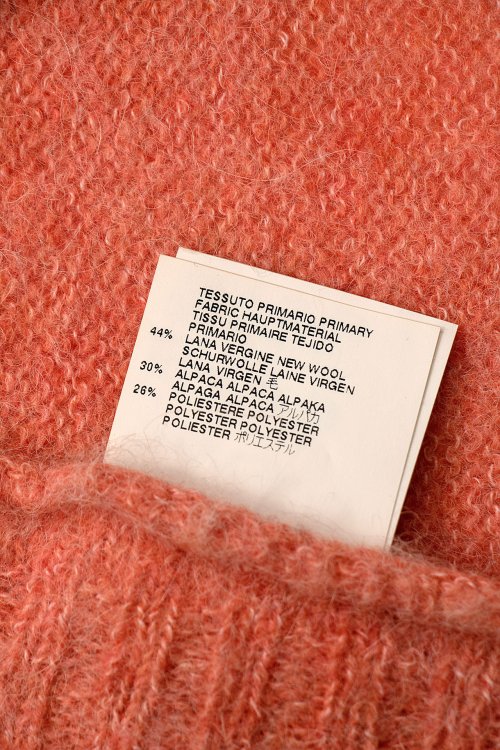 TESSUTO PRIMARIO PRIMARY
FABRIC HAUPTMATERIAL
TISSU PRIMAIRE TEJIDO
PRIMARIO
44% LANA VERGINE NEW WOOL
SCHURWOLLE LAINE VIRGEN
LANA VIRGEN 毛
30% ALPACA ALPACA ALPAKA
ALPAGA ALPACA アルパカ
26% POLIESTERE POLYESTER
POLYESTER POLYESTER
POLIESTER ポリエステル